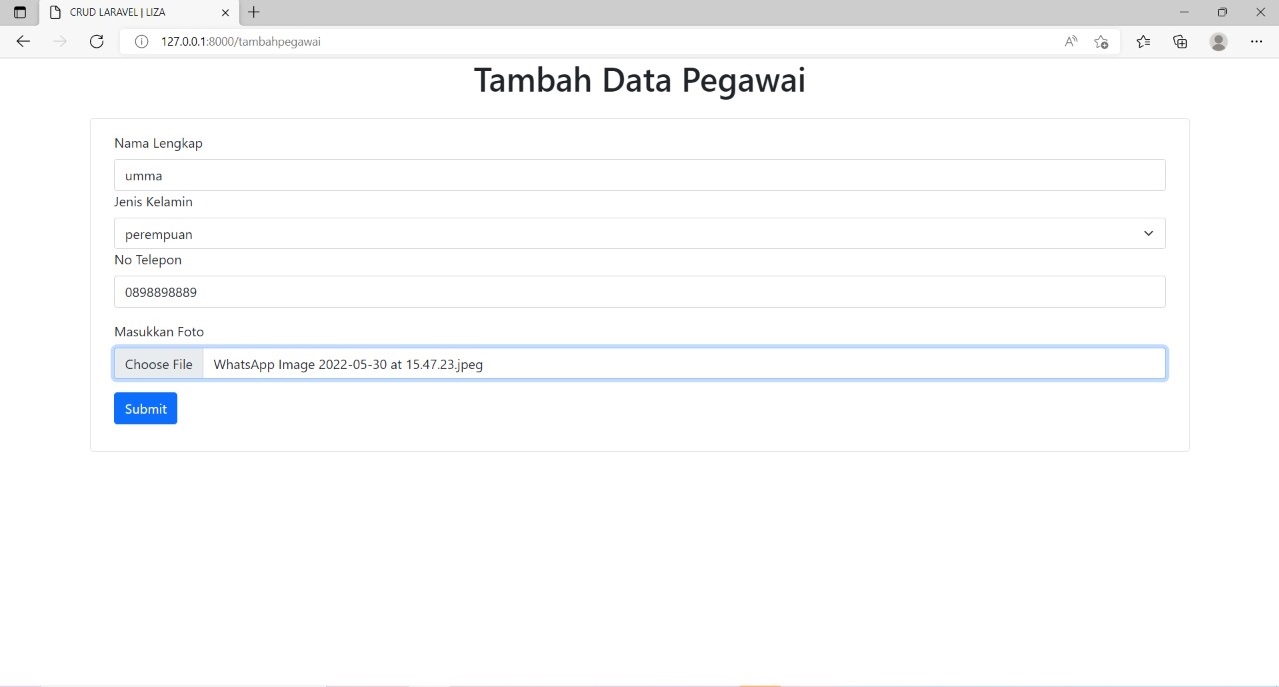 CRUD LARAVEL | LIZA
127.0.0.1:8000/tambahpegawai
Tambah Data Pegawai
Nama Lengkap
umma
Jenis Kelamin
perempuan
No Telepon
0898898889
Masukkan Foto
Choose File WhatsApp Image 2022-05-30 at 15.47.23.jpeg
Submit